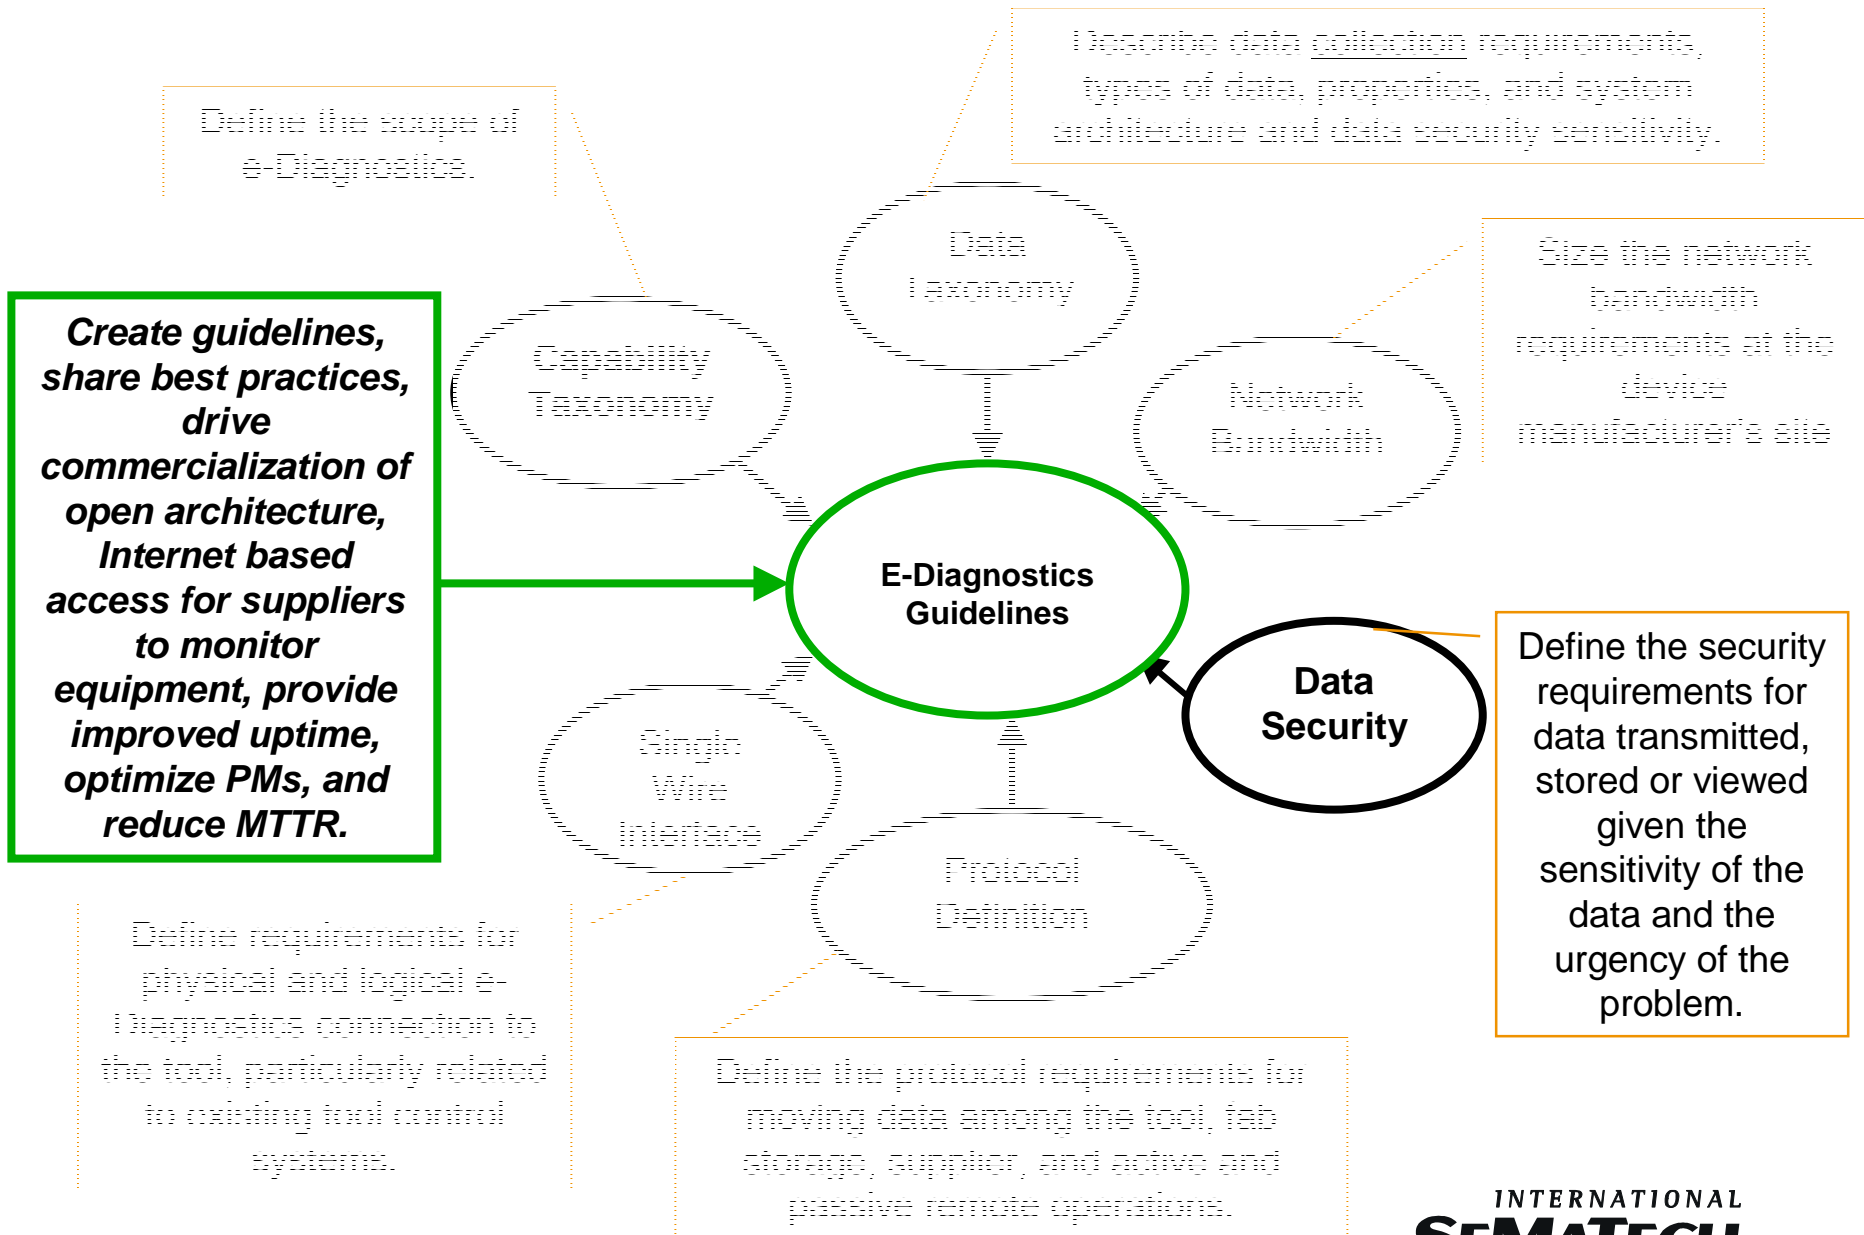 Describe data collection requirements,
types of data, properties, and system
architecture and data security sensitivity.
Define the scope of
e-Diagnostics.
Data
Taxonomy
Size the network
bandwidth
requirements at the
device
manufacturer's site
Capability
Taxonomy
Network
Bandwidth
Create guidelines,
share best practices,
drive
commercialization of
open architecture,
Internet based
access for suppliers
to monitor
equipment, provide
improved uptime,
optimize PMs, and
reduce MTTR.
E-Diagnostics
Guidelines
Data
Security
Define the security
requirements for
data transmitted,
stored or viewed
given the
sensitivity of the
data and the
urgency of the
problem.
Single
Wire
Interface
Protocol
Definition
Define requirements for
physical and logical e-
Diagnostics connection to
the tool, particularly related
to existing tool control
systems.
Define the protocol requirements for
moving data among the tool, fab
storage, supplier, and active and
passive remote operations.
INTERNATIONAL
SEMATECH